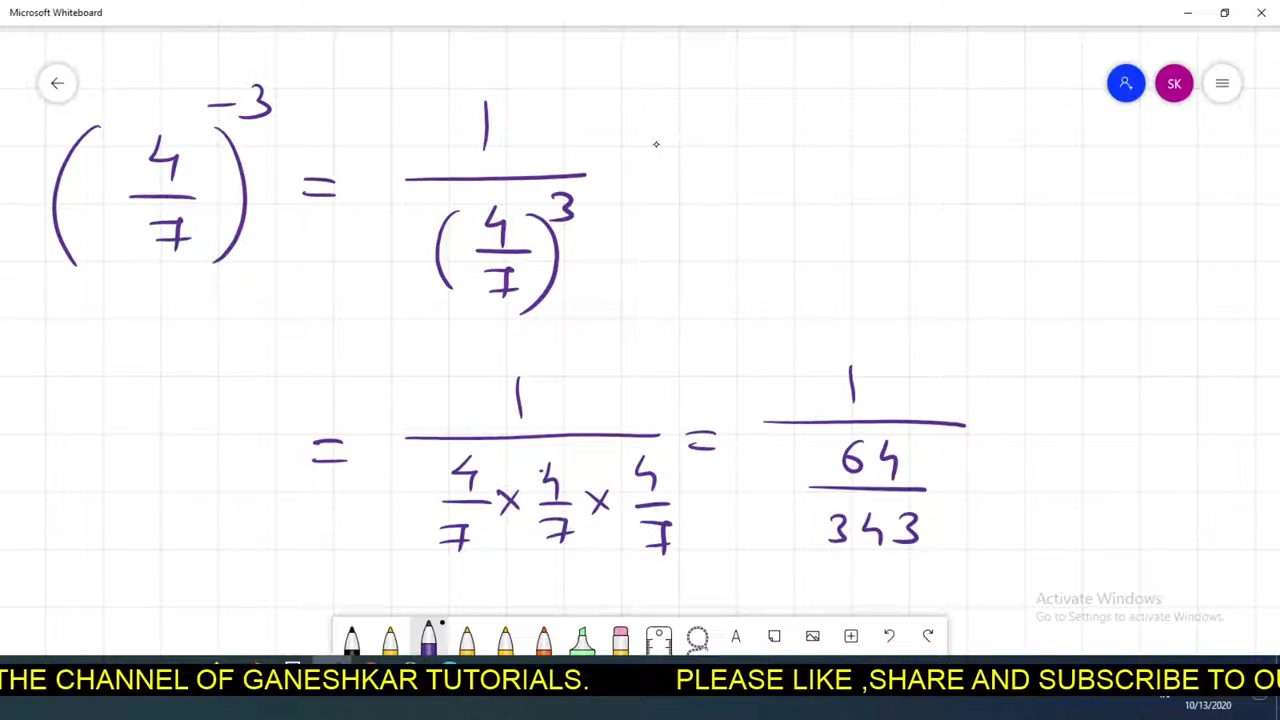 Microsoft Whiteboard
SK
(4/7)^-3 = 1/(4/7)^3
= 1/(4/7 × 4/7 × 4/7) = 1/(64/343)
Activate Windows
Go to Settings to activate Windows.
A
THE CHANNEL OF GANESHKAR TUTORIALS. PLEASE LIKE ,SHARE AND SUBSCRIBE TO OU
10/13/2020